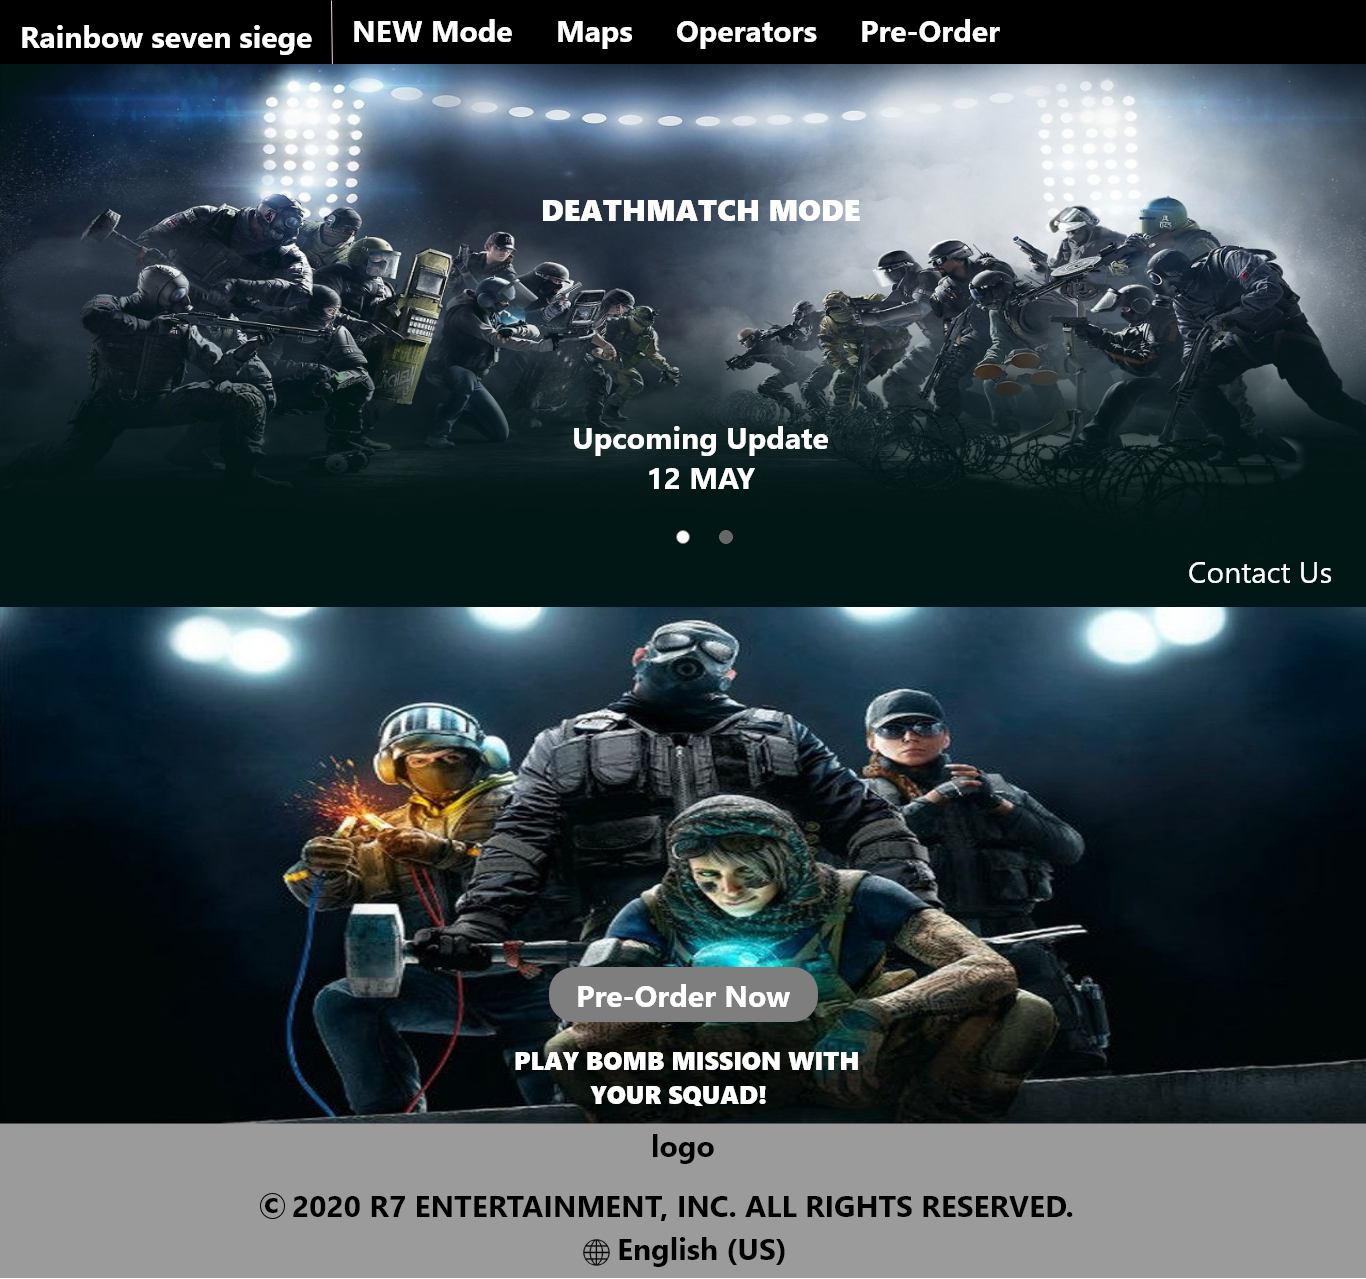 Rainbow seven siege
NEW Mode Maps Operators Pre-Order
DEATHMATCH MODE
Upcoming Update
12 MAY
Contact Us
Pre-Order Now
PLAY BOMB MISSION WITH
YOUR SQUAD!
logo
© 2020 R7 ENTERTAINMENT, INC. ALL RIGHTS RESERVED.
English (US)